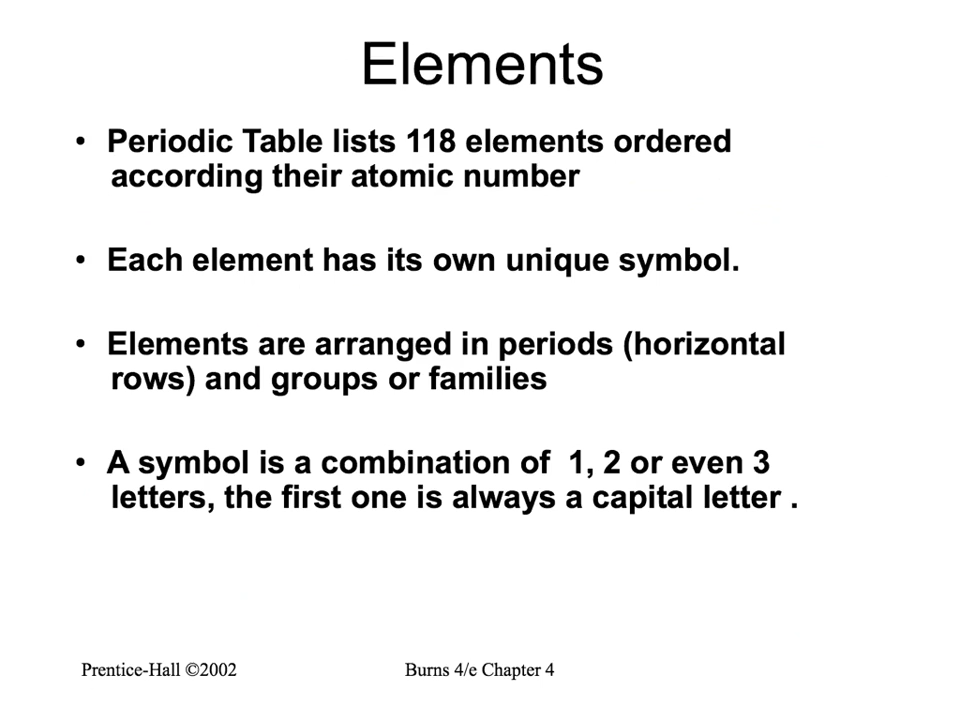 Elements
• Periodic Table lists 118 elements ordered
according their atomic number
• Each element has its own unique symbol.
• Elements are arranged in periods (horizontal
rows) and groups or families
• A symbol is a combination of  1, 2 or even 3
letters, the first one is always a capital letter .
Prentice-Hall ©2002
Burns 4/e Chapter 4